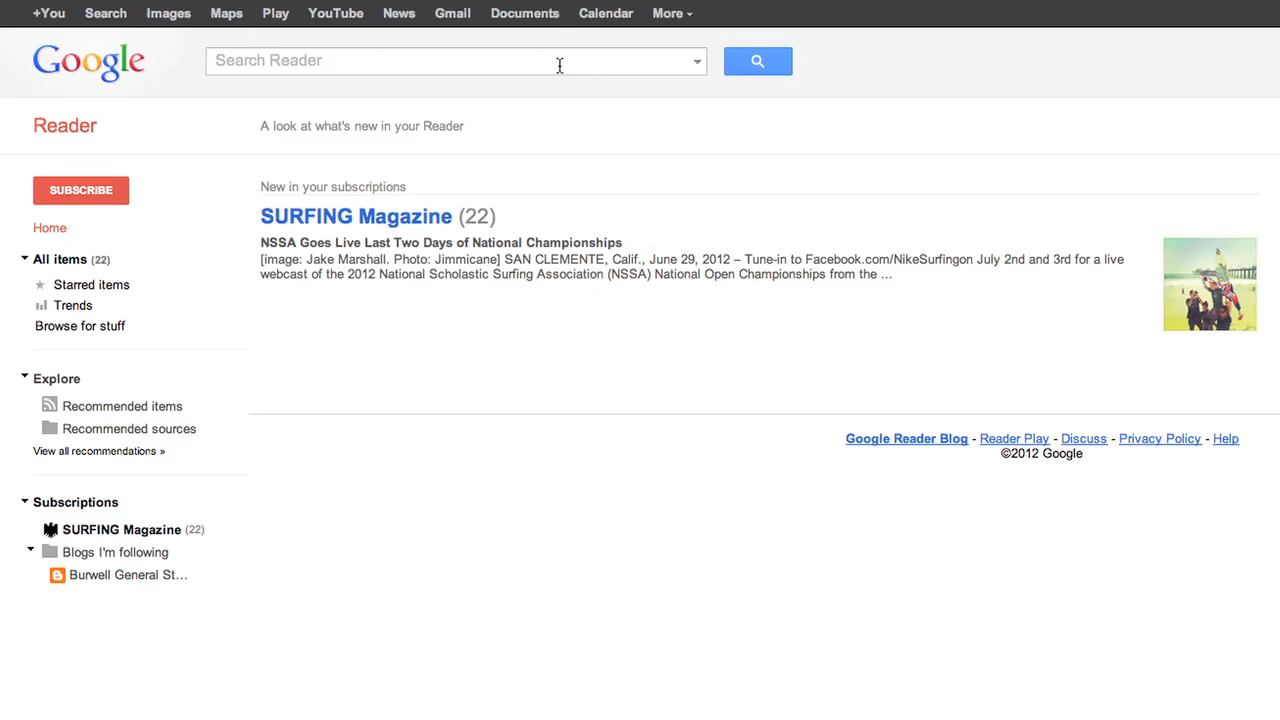 +You Search Images Maps Play YouTube News Gmail Documents Calendar More
Google
Search Reader
Reader
A look at what's new in your Reader
SUBSCRIBE
Home
All items (22)
Starred items
Trends
Browse for stuff
Explore
Recommended items
Recommended sources
View all recommendations »
Subscriptions
SURFING Magazine (22)
Blogs I'm following
Burwell General St...
New in your subscriptions
SURFING Magazine (22)
NSSA Goes Live Last Two Days of National Championships
[image: Jake Marshall. Photo: Jimmicane] SAN CLEMENTE, Calif., June 29, 2012 – Tune-in to Facebook.com/NikeSurfingon July 2nd and 3rd for a live
webcast of the 2012 National Scholastic Surfing Association (NSSA) National Open Championships from the ...
Google Reader Blog - Reader Play - Discuss - Privacy Policy - Help
©2012 Google